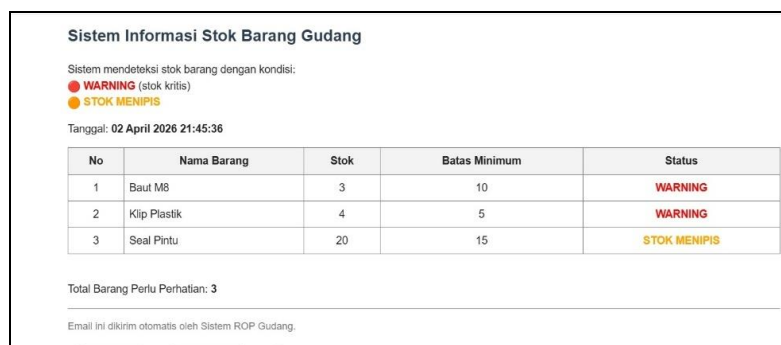 Sistem Informasi Stok Barang Gudang
Sistem mendeteksi stok barang dengan kondisi:
WARNING (stok kritis)
STOK MENIPIS
Tanggal: 02 April 2026 21:45:36
No Nama Barang Stok Batas Minimum Status
1 Baut M8 3 10 WARNING
2 Klip Plastik 4 5 WARNING
3 Seal Pintu 20 15 STOK MENIPIS
Total Barang Perlu Perhatian: 3
Email ini dikirim otomatis oleh Sistem ROP Gudang.